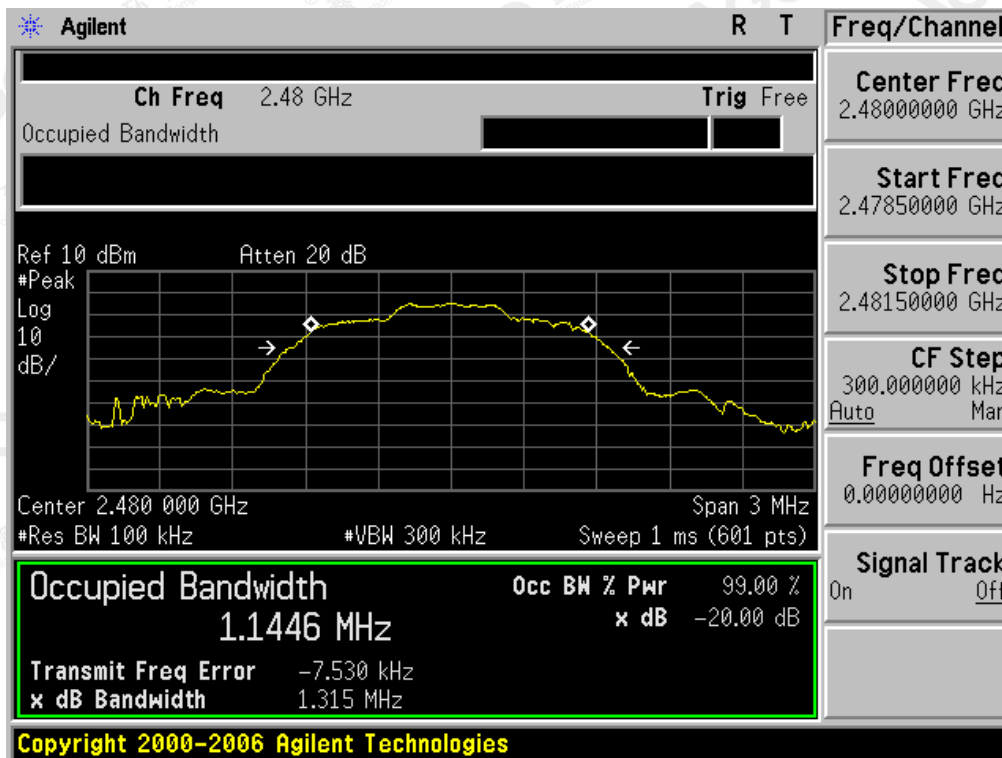 Agilent R T Freq/Channel
Ch Freq 2.48 GHz Trig Free
Occupied Bandwidth
Center Freq
2.48000000 GHz
Start Freq
2.47850000 GHz
Stop Freq
2.48150000 GHz
CF Step
300.000000 kHz
Auto Man
Freq Offset
0.00000000 Hz
Signal Track
On Off
Ref 10 dBm Atten 20 dB
#Peak
Log
10
dB/
Center 2.480 000 GHz Span 3 MHz
#Res BW 100 kHz #VBW 300 kHz Sweep 1 ms (601 pts)
Occupied Bandwidth Occ BW % Pwr 99.00 %
1.1446 MHz x dB -20.00 dB
Transmit Freq Error -7.530 kHz
x dB Bandwidth 1.315 MHz
Copyright 2000-2006 Agilent Technologies